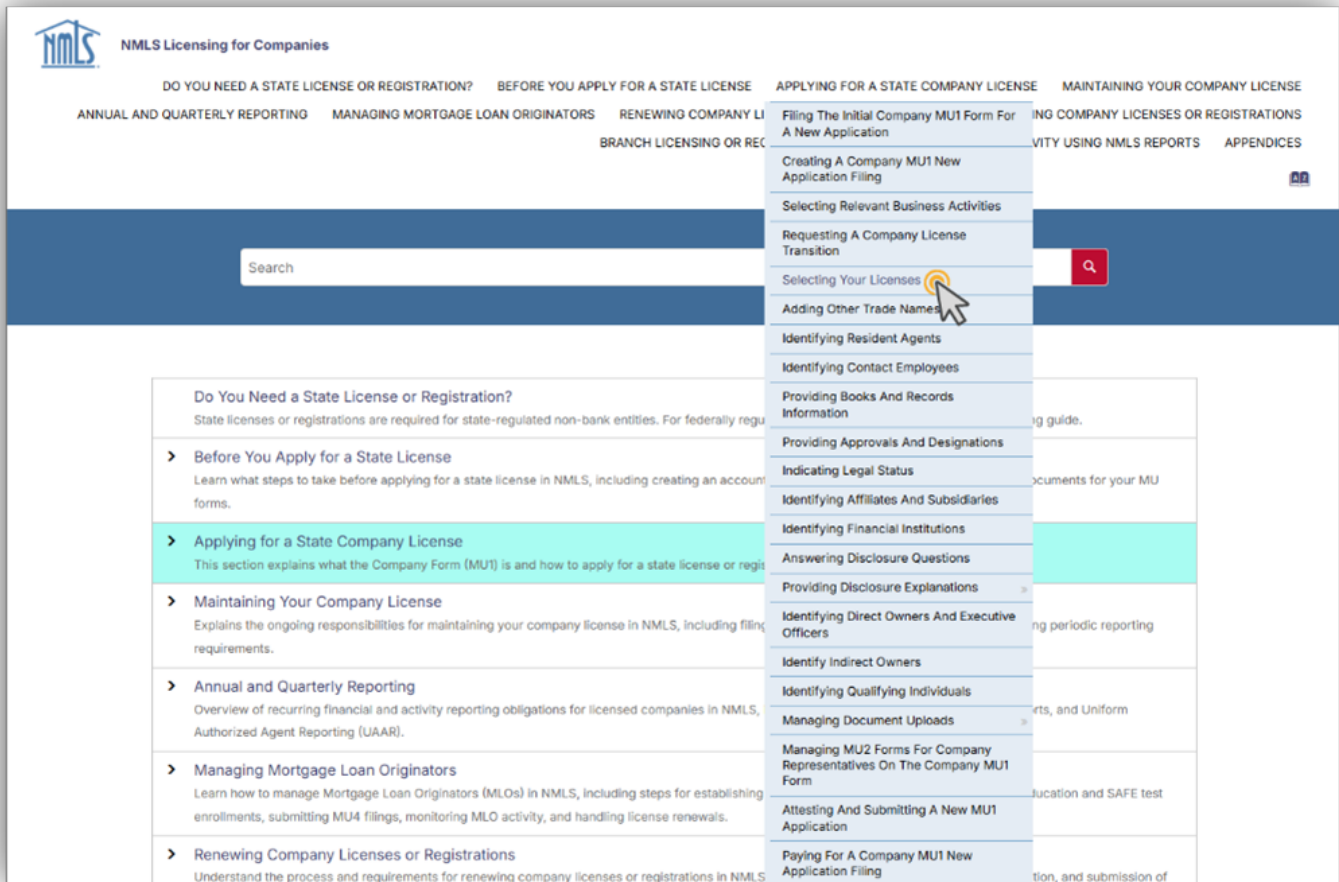 NMLS
NMLS Licensing for Companies
DO YOU NEED A STATE LICENSE OR REGISTRATION? BEFORE YOU APPLY FOR A STATE LICENSE APPLYING FOR A STATE COMPANY LICENSE MAINTAINING YOUR COMPANY LICENSE
ANNUAL AND QUARTERLY REPORTING MANAGING MORTGAGE LOAN ORIGINATORS RENEWING COMPANY LI
NG COMPANY LICENSES OR REGISTRATIONS
BRANCH LICENSING OR REG
VITY USING NMLS REPORTS APPENDICES
Search
Filing The Initial Company MU1 Form For
A New Application
Creating A Company MU1 New
Application Filing
Selecting Relevant Business Activities
Requesting A Company License
Transition
Selecting Your Licenses
Adding Other Trade Names
Identifying Resident Agents
Identifying Contact Employees
Providing Books And Records
Information
Providing Approvals And Designations
Indicating Legal Status
Identifying Affiliates And Subsidiaries
Identifying Financial Institutions
Answering Disclosure Questions
Providing Disclosure Explanations »
Identifying Direct Owners And Executive
Officers
Identify Indirect Owners
Identifying Qualifying Individuals
Managing Document Uploads »
Managing MU2 Forms For Company
Representatives On The Company MU1
Form
Attesting And Submitting A New MU1
Application
Paying For A Company MU1 New
Application Filing
Do You Need a State License or Registration?
State licenses or registrations are required for state-regulated non-bank entities. For federally regu
guide.
Before You Apply for a State License
Learn what steps to take before applying for a state license in NMLS, including creating an account
ocuments for your MU
forms.
Applying for a State Company License
This section explains what the Company Form (MU1) is and how to apply for a state license or regis
Maintaining Your Company License
Explains the ongoing responsibilities for maintaining your company license in NMLS, including filing
ng periodic reporting
requirements.
Annual and Quarterly Reporting
Overview of recurring financial and activity reporting obligations for licensed companies in NMLS,
rts, and Uniform
Authorized Agent Reporting (UAAR).
Managing Mortgage Loan Originators
Learn how to manage Mortgage Loan Originators (MLOs) in NMLS, including steps for establishing
ducation and SAFE test
enrollments, submitting MU4 filings, monitoring MLO activity, and handling license renewals.
Renewing Company Licenses or Registrations
Understand the process and requirements for renewing company licenses or registrations in NMLS
tion, and submission of